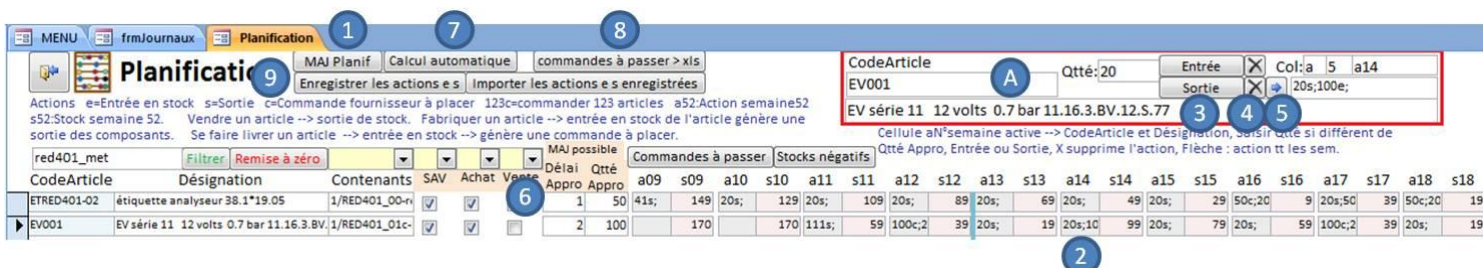 MENU frmJournaux Planification 1 7 8
Planificatio 9 MAJ Planif Calcul automatique commandes à passer > xls
Enregistrer les actions e s Importer les actions e s enregistrées
CodeArticle A Qtté: 20 Entrée X Col: a 5 a14
EV001 Sortie X 20s;100e;
EV série 11 12 volts 0.7 bar 11.16.3.BV.12.S.77 3 4 5
Actions e=Entrée en stock s=Sortie c=Commande fournisseur à placer 123c=commander 123 articles a52:Action semaine52
s52:Stock semaine 52. Vendre un article --> sortie de stock. Fabriquer un article --> entrée en stock de l'article génère une
sortie des composants. Se faire livrer un article --> entrée en stock --> génère une commande à placer.
Cellule aN°semaine active --> CodeArticle et Désignation, Saisir Qtté si différent de
Qtté Appro, Entrée ou Sortie, X supprime l'action, Flèche : action tt les sem.
red401_met Filtrer Remise à zéro MAJ possible Commandes à passer Stocks négatifs
CodeArticle Désignation Contenants SAV Achat Vente Délai Appro Qtté Appro a09 s09 a10 s10 a11 s11 a12 s12 a13 s13 a14 s14 a15 s15 a16 s16 a17 s17 a18 s18
ETRED401-02 étiquette analyseur 38.1*19.05 1/RED401_00-r 6 1 50 41s; 149 20s; 129 20s; 109 20s; 89 20s; 69 20s; 49 20s; 29 50c;20 9 20s;50 39 50c;20 19
EV001 EV série 11 12 volts 0.7 bar 11.16.3.BV. 1/RED401_01c- 2 100 170 170 111s; 59 100c;2 39 20s; 19 20s;10 99 20s; 79 20s; 59 100c;2 39 20s; 19
2